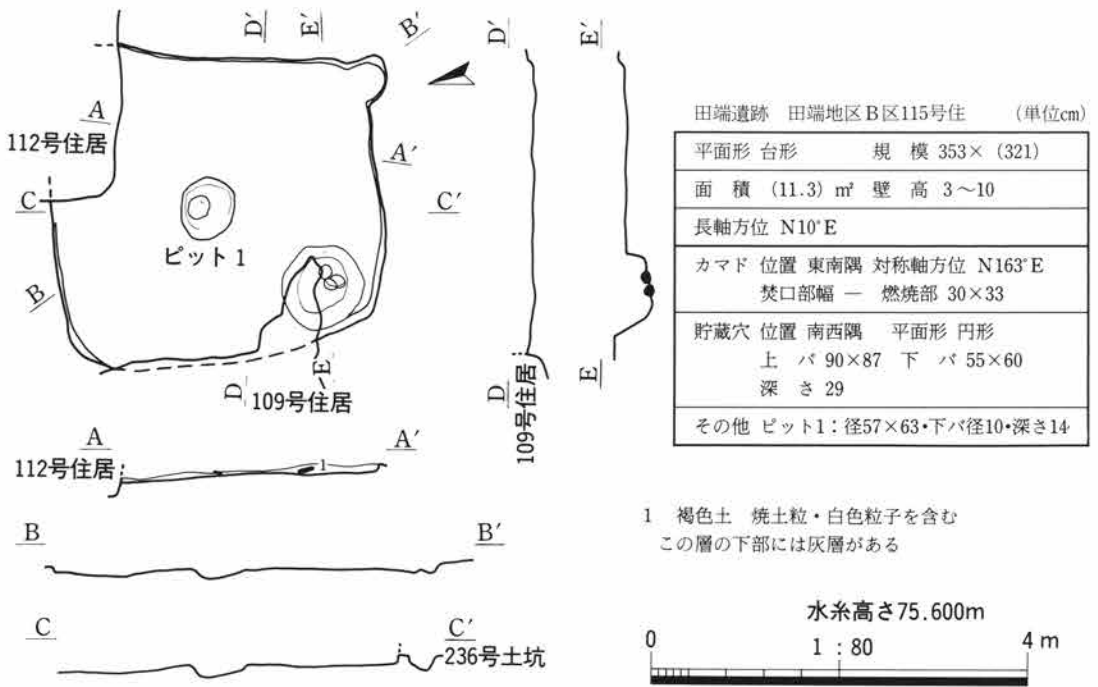 D′
E′
B′
A
112号住居
A′
C
C′
ピット1
B
D
E
109号住居
A
A′
112号住居
1
B
B′
C
C′
236号土坑
D′
E′
D
109号住居
E
田端遺跡 田端地区B区115号住 (単位cm)
平面形 台形 規 模 353×(321)
面 積 (11.3) ㎡ 壁 高 3～10
長軸方位 N10°E
カマド 位置 東南隅 対称軸方位 N163°E
焚口部幅 ― 燃焼部 30×33
貯蔵穴 位置 南西隅 平面形 円形
上 バ 90×87 下 バ 55×60
深 さ 29
その他 ピット1：径57×63・下バ径10・深さ14
1 褐色土 焼土粒・白色粒子を含む
この層の下部には灰層がある
水糸高さ75.600m
0 1:80 4m